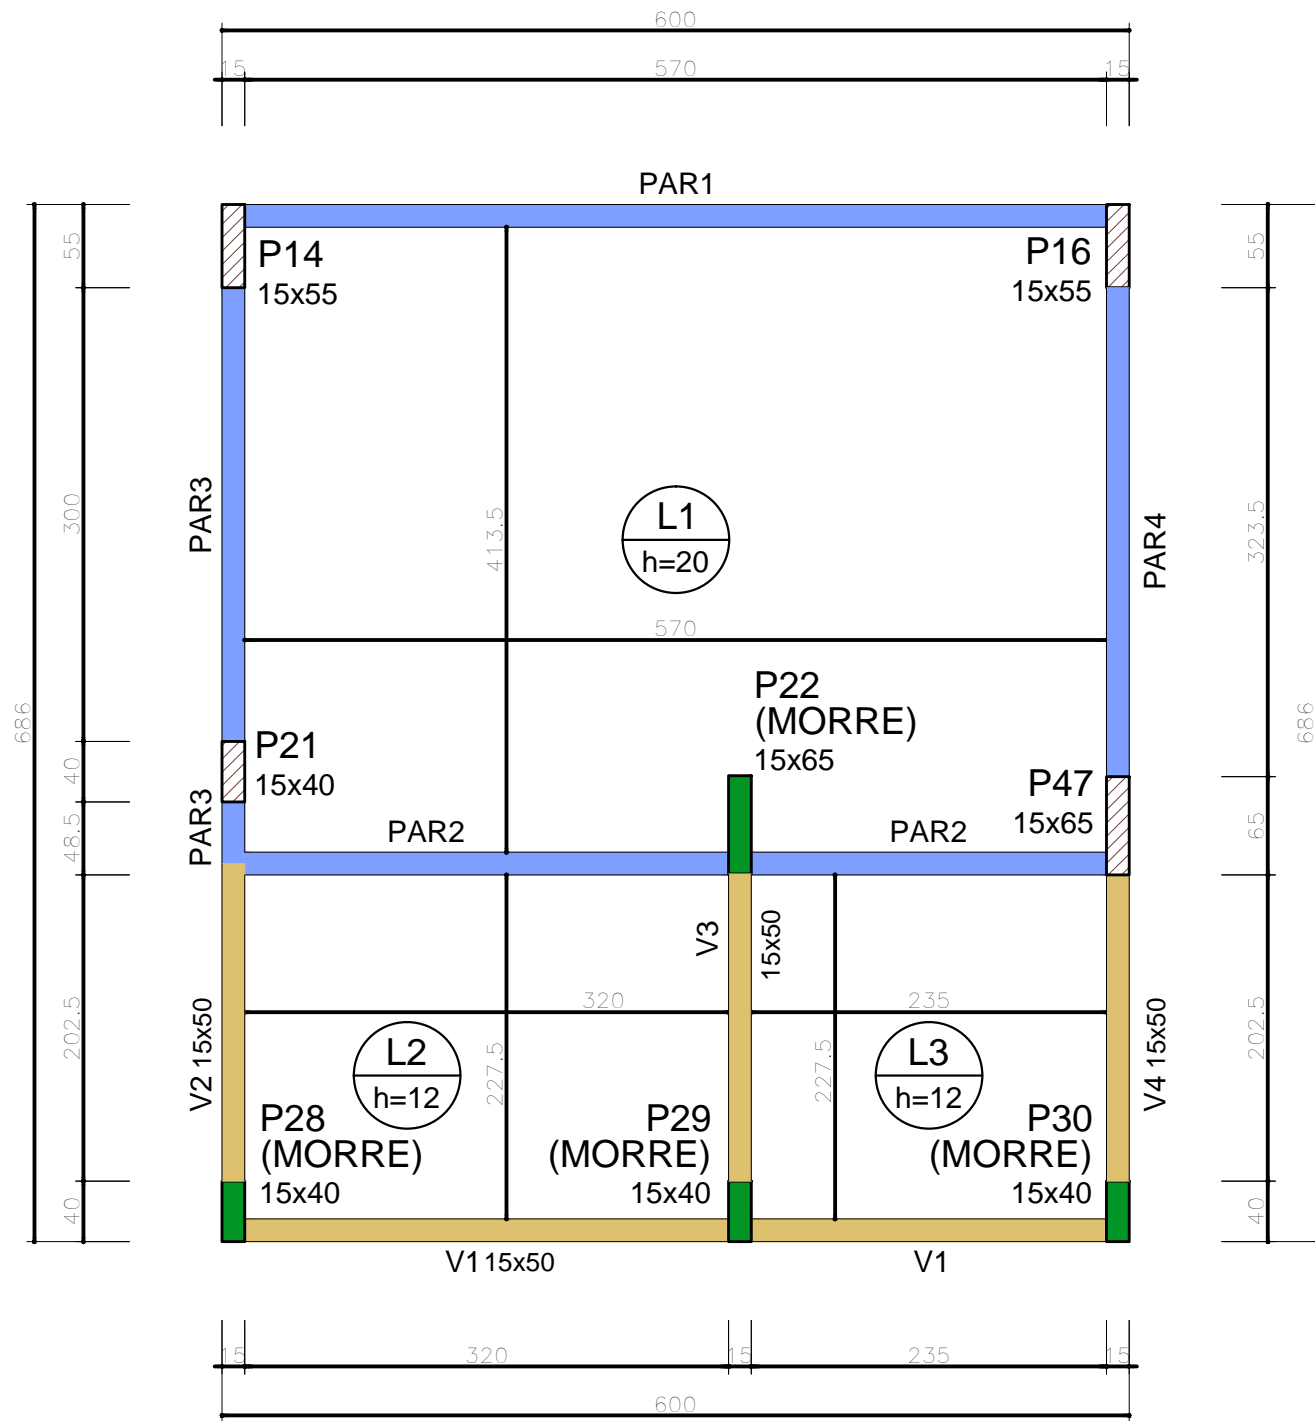 600
15 570 15
PAR1
55
P14
15x55
P16
15x55
55
PAR3
300
413.5
L1
h=20
PAR4
323.5
570
686
P22
(MORRE)
15x65
686
40
P21
15x40
P47
15x65
65
PAR3
48.5
PAR2
PAR2
V3
15x50
320
235
202.5
V2 15x50
L2
h=12
227.5
227.5
L3
h=12
V4 15x50
202.5
P28
(MORRE)
15x40
P29
(MORRE)
15x40
P30
(MORRE)
15x40
40
40
V1 15x50
V1
15 320 15 235 15
600